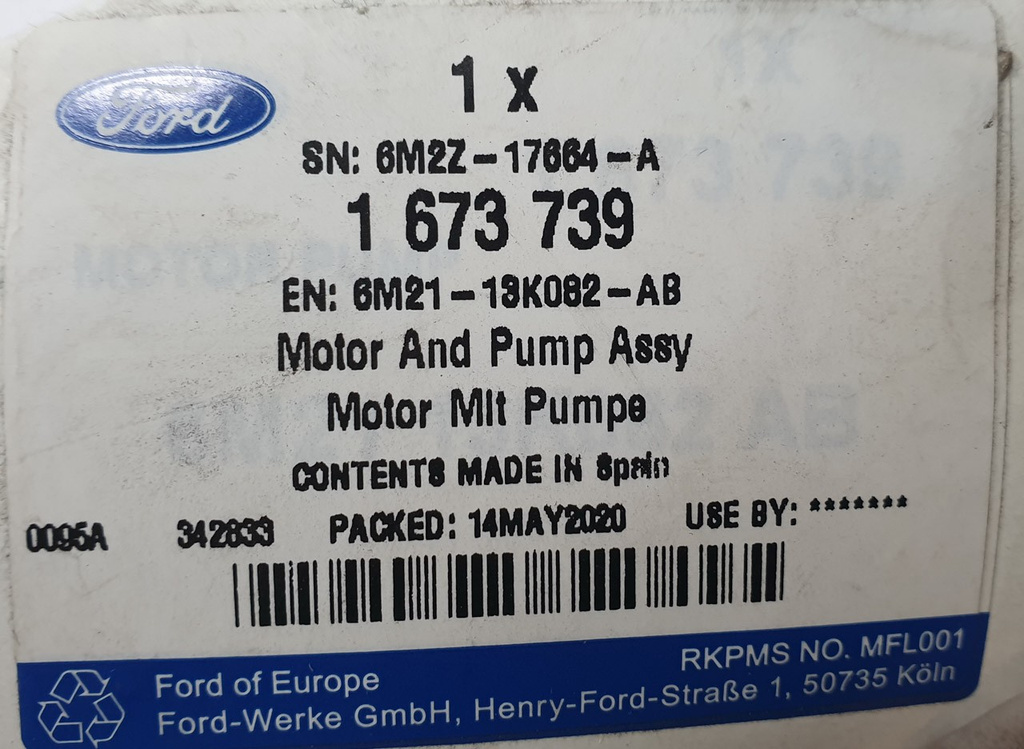 Ford
1 x
SN: 6M2Z-17664-A
1 673 739
EN: 6M21-13K082-AB
Motor And Pump Assy
Motor Mit Pumpe
CONTENTS MADE IN Spain
0095A 342833 PACKED: 14MAY2020 USE BY: *******
RKPMS NO. MFL001
Ford of Europe
Ford-Werke GmbH, Henry-Ford-Straße 1, 50735 Köln